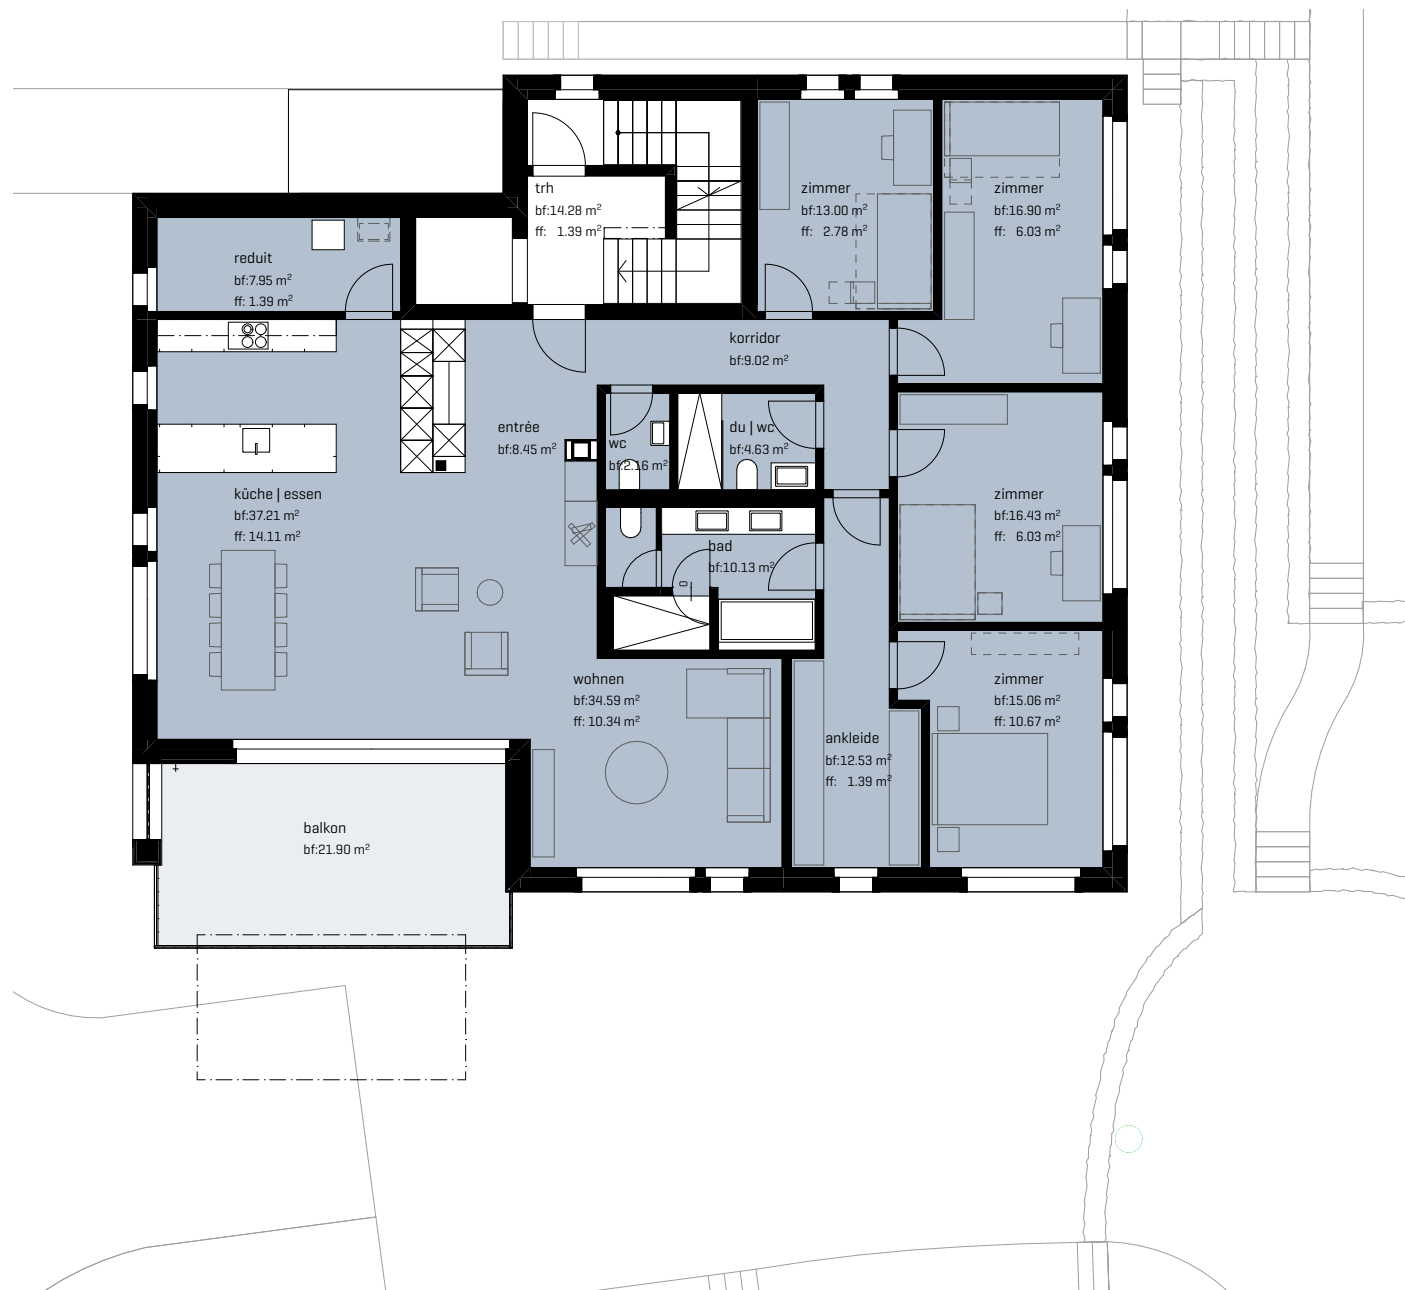 trh
bf:14.28 m²
ff: 1.39 m²
zimmer
bf:13.00 m²
ff: 2.78 m²
zimmer
bf:16.90 m²
ff: 6.03 m²
reduit
bf:7.95 m²
ff: 1.39 m²
korridor
bf:9.02 m²
entrée
bf:8.45 m²
wc
bf:2.16 m²
du | wc
bf:4.63 m²
küche | essen
bf:37.21 m²
ff: 14.11 m²
zimmer
bf:16.43 m²
ff: 6.03 m²
bad
bf:10.13 m²
wohnen
bf:34.59 m²
ff: 10.34 m²
zimmer
bf:15.06 m²
ff: 10.67 m²
ankleide
bf:12.53 m²
ff: 1.39 m²
balkon
bf:21.90 m²